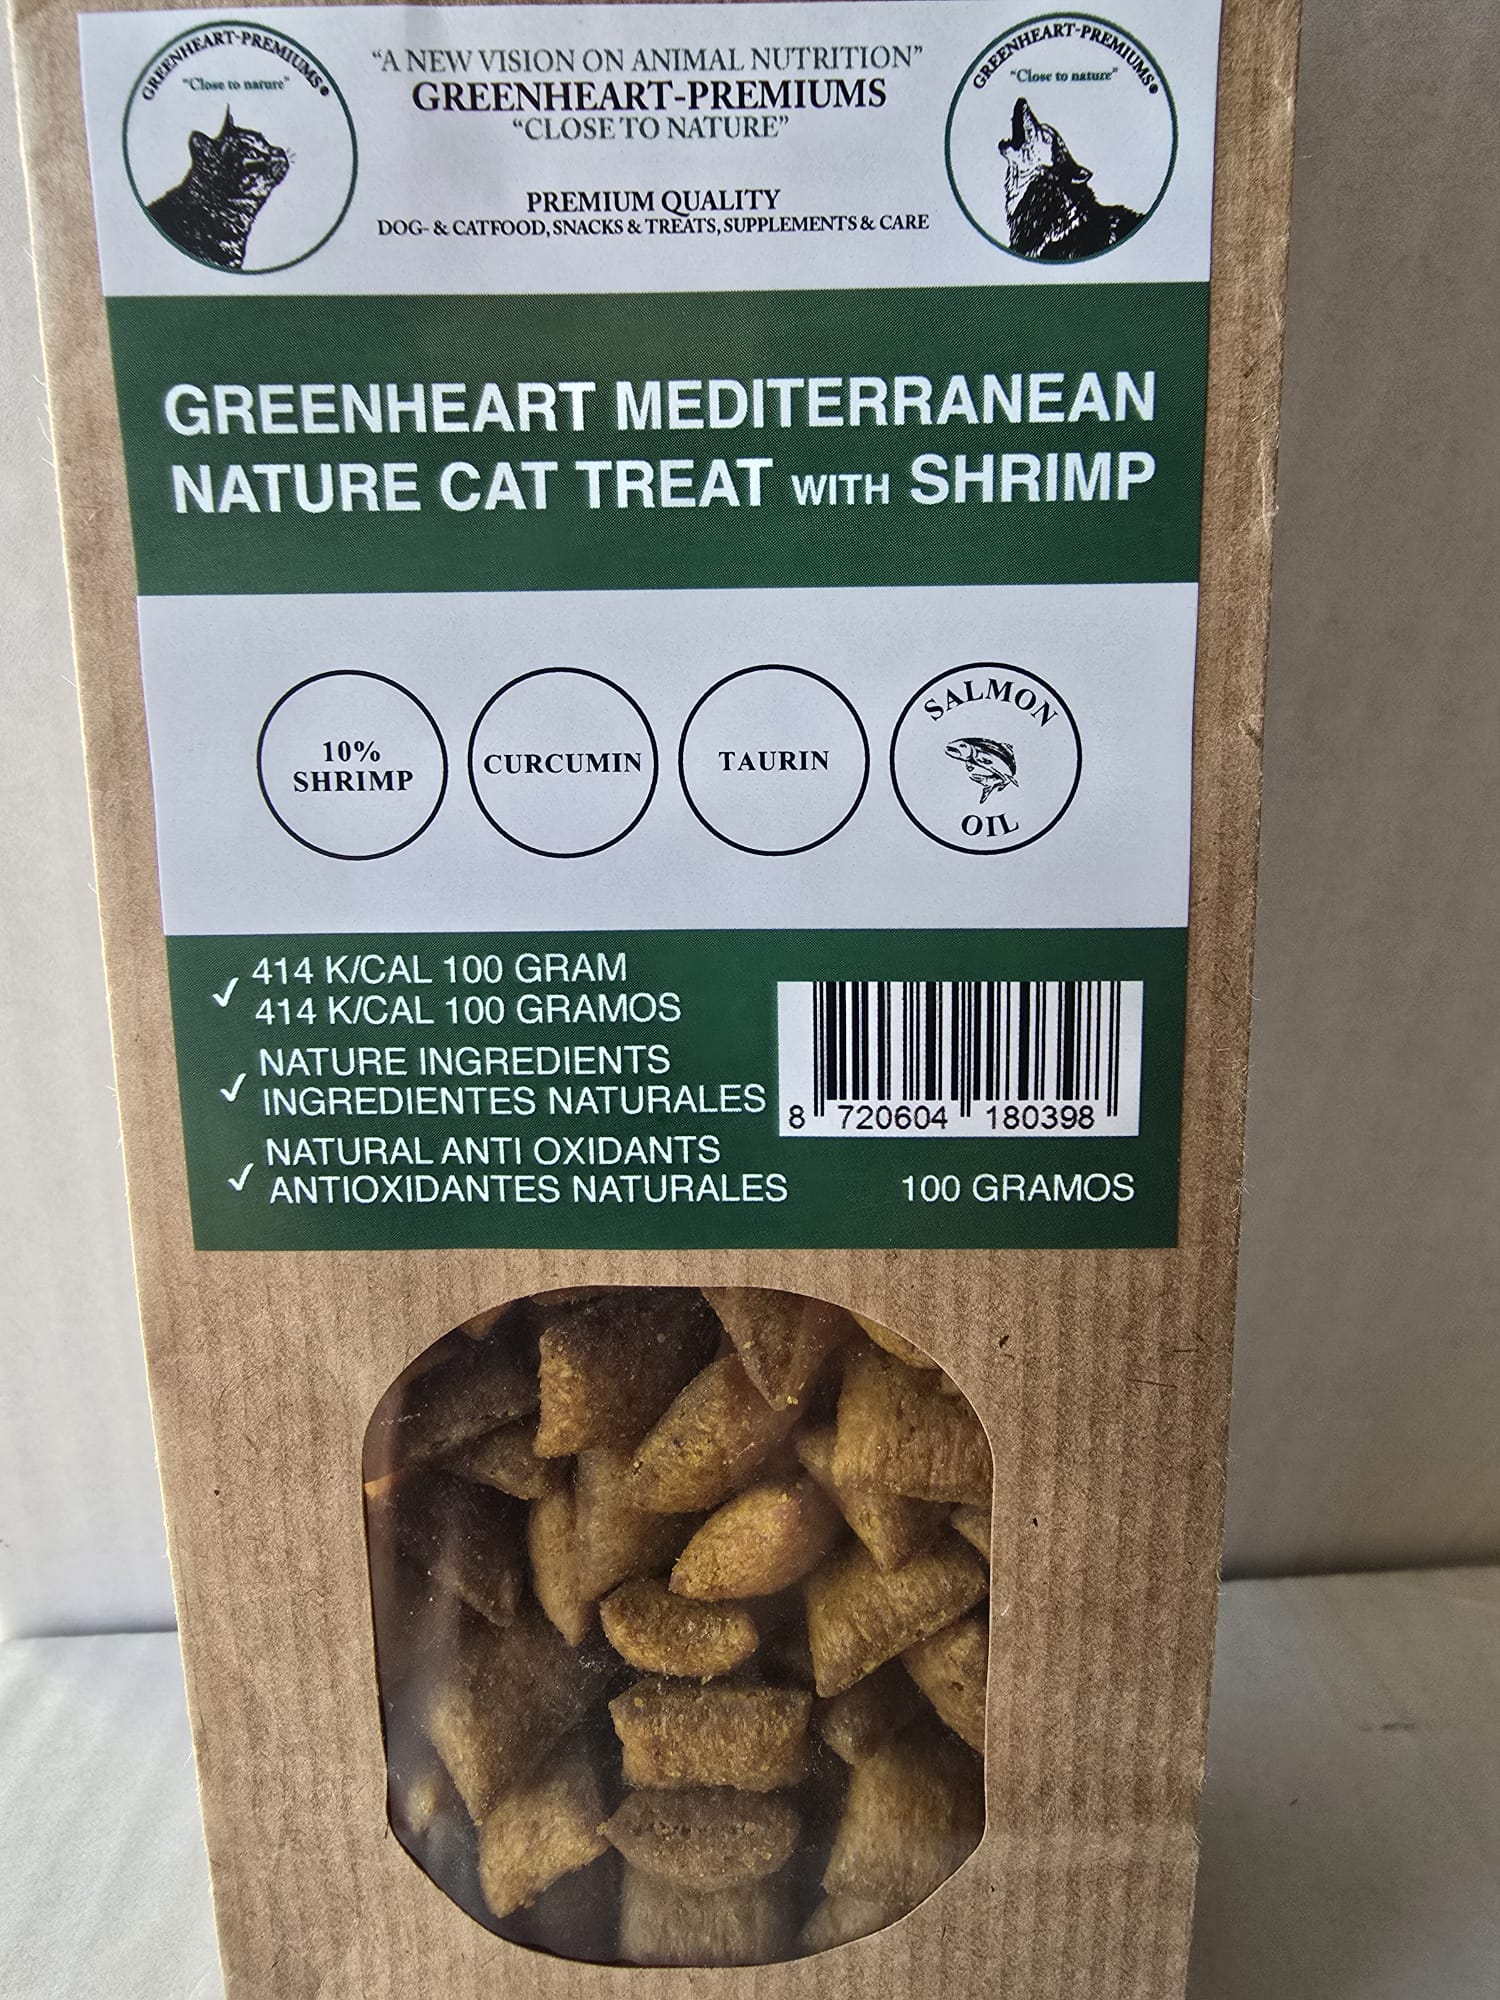 GREENHEART-PREMIUMS®
"Close to nature"
"A NEW VISION ON ANIMAL NUTRITION"
GREENHEART-PREMIUMS
"CLOSE TO NATURE"
PREMIUM QUALITY
DOG- & CATFOOD, SNACKS & TREATS, SUPPLEMENTS & CARE
GREENHEART-PREMIUMS®
"Close to nature"
GREENHEART MEDITERRANEAN
NATURE CAT TREAT WITH SHRIMP
10%
SHRIMP
CURCUMIN
TAURIN
SALMON
OIL
414 K/CAL 100 GRAM
414 K/CAL 100 GRAMOS
NATURE INGREDIENTS
INGREDIENTES NATURALES
NATURAL ANTI OXIDANTS
ANTIOXIDANTES NATURALES
8 720604 180398
100 GRAMOS